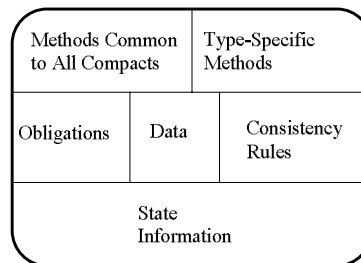 Methods Common
to All Compacts
Type-Specific
Methods
Obligations
Data
Consistency
Rules
State
Information